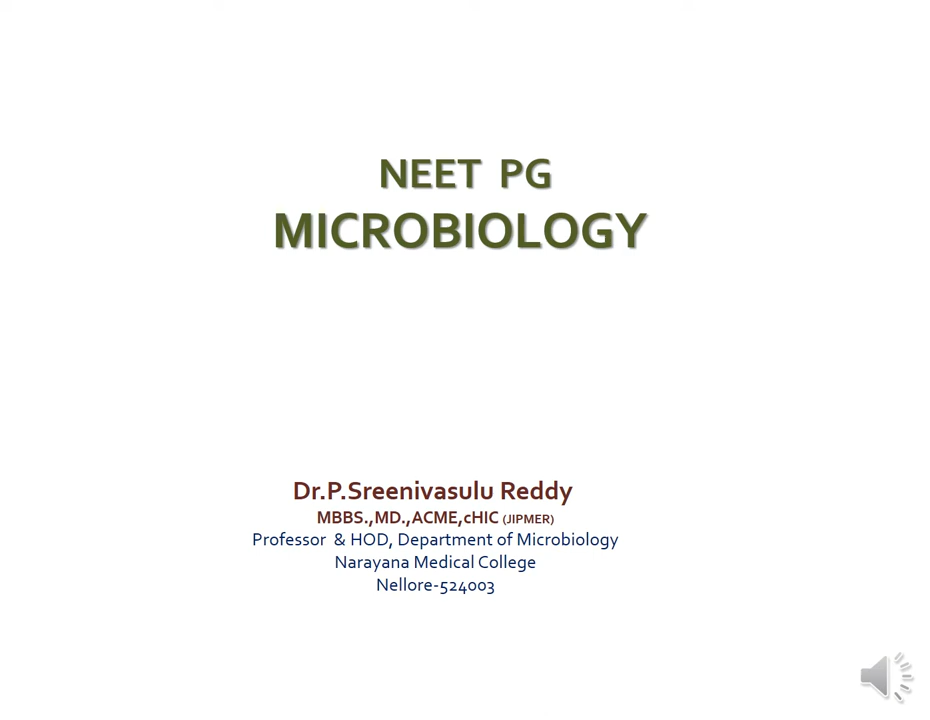 NEET PG
MICROBIOLOGY
Dr.P.Sreenivasulu Reddy
MBBS.,MD.,ACME,cHIC (JIPMER)
Professor & HOD, Department of Microbiology
Narayana Medical College
Nellore-524003